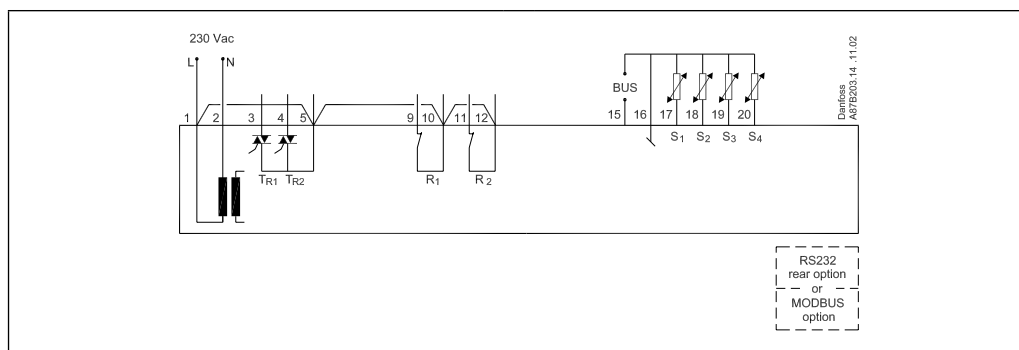 230 Vac
L N
1 2 3 4 5 9 10 11 12
TR1 TR2
R1 R2
BUS
15 16 17 18 19 20
S1 S2 S3 S4
Danfoss
A87B203.14 .11.02
RS232
rear option
or
MODBUS
option